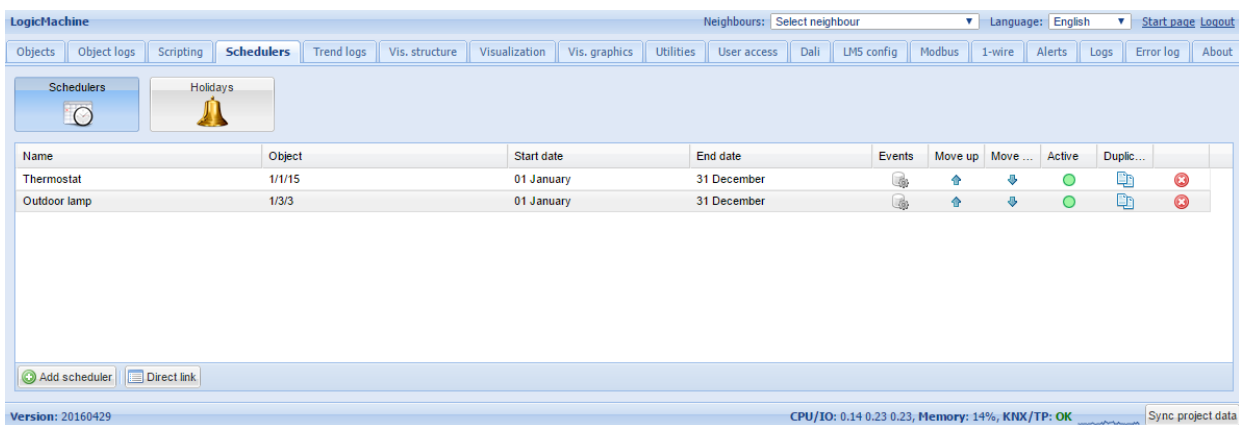 LogicMachine Neighbours: Select neighbour Language: English Start page Logout
Objects Object logs Scripting Schedulers Trend logs Vis. structure Visualization Vis. graphics Utilities User access Dali LM5 config Modbus 1-wire Alerts Logs Error log About
Schedulers Holidays
Name Object Start date End date Events Move up Move ... Active Duplic...
Thermostat 1/1/15 01 January 31 December
Outdoor lamp 1/3/3 01 January 31 December
Add scheduler Direct link
Version: 20160429 CPU/IO: 0.14 0.23 0.23, Memory: 14%, KNX/TP: OK Sync project data